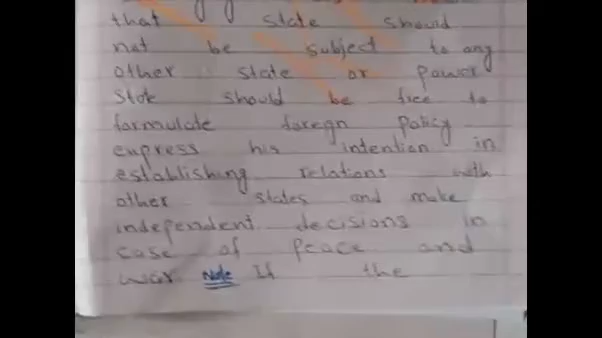 that state should
not be subject to any
other state or power
State should be free to
formulate foregn policy
express his intention in
establishing relations with
other states and make
independent decisions in
case of Peace and
war Note If the